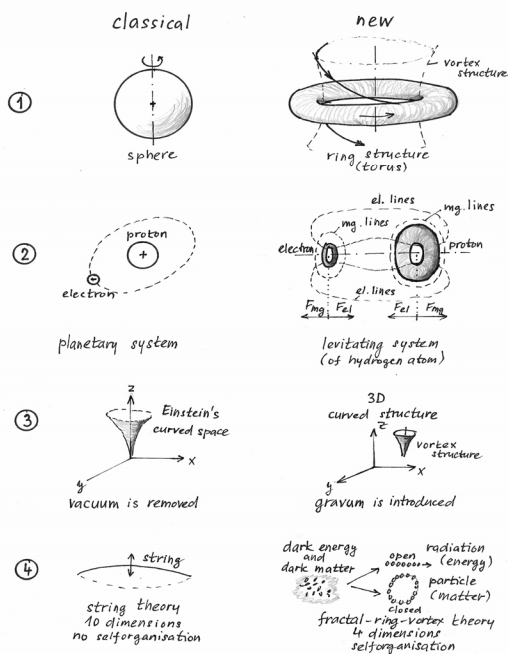 classical
new
1
sphere
vortex
structure
ring structure
(torus)
2
proton
+
-
electron
planetary system
el. lines
mg. lines
mg. lines
electron
proton
el. lines
Fmg Fel
Fel Fmg
levitating system
(of hydrogen atom)
3
z
Einstein's
curved space
x
y
vacuum is removed
3D
curved structure
z
vortex
structure
x
y
gravum is introduced
4
string
string theory
10 dimensions
no selforganisation
dark energy
and
dark matter
open
radiation
(energy)
particle
(matter)
closed
fractal-ring-vortex theory
4 dimensions
selforganisation